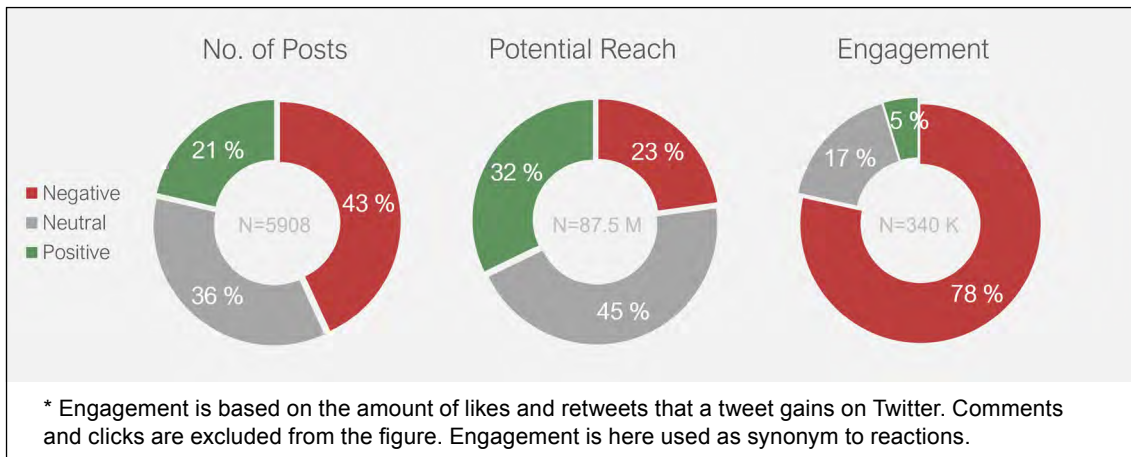 No. of Posts
Potential Reach
Engagement
21 %
43 %
36 %
N=5908
32 %
23 %
45 %
N=87.5 M
5 %
17 %
78 %
N=340 K
Negative
Neutral
Positive
* Engagement is based on the amount of likes and retweets that a tweet gains on Twitter. Comments
and clicks are excluded from the figure. Engagement is here used as synonym to reactions.